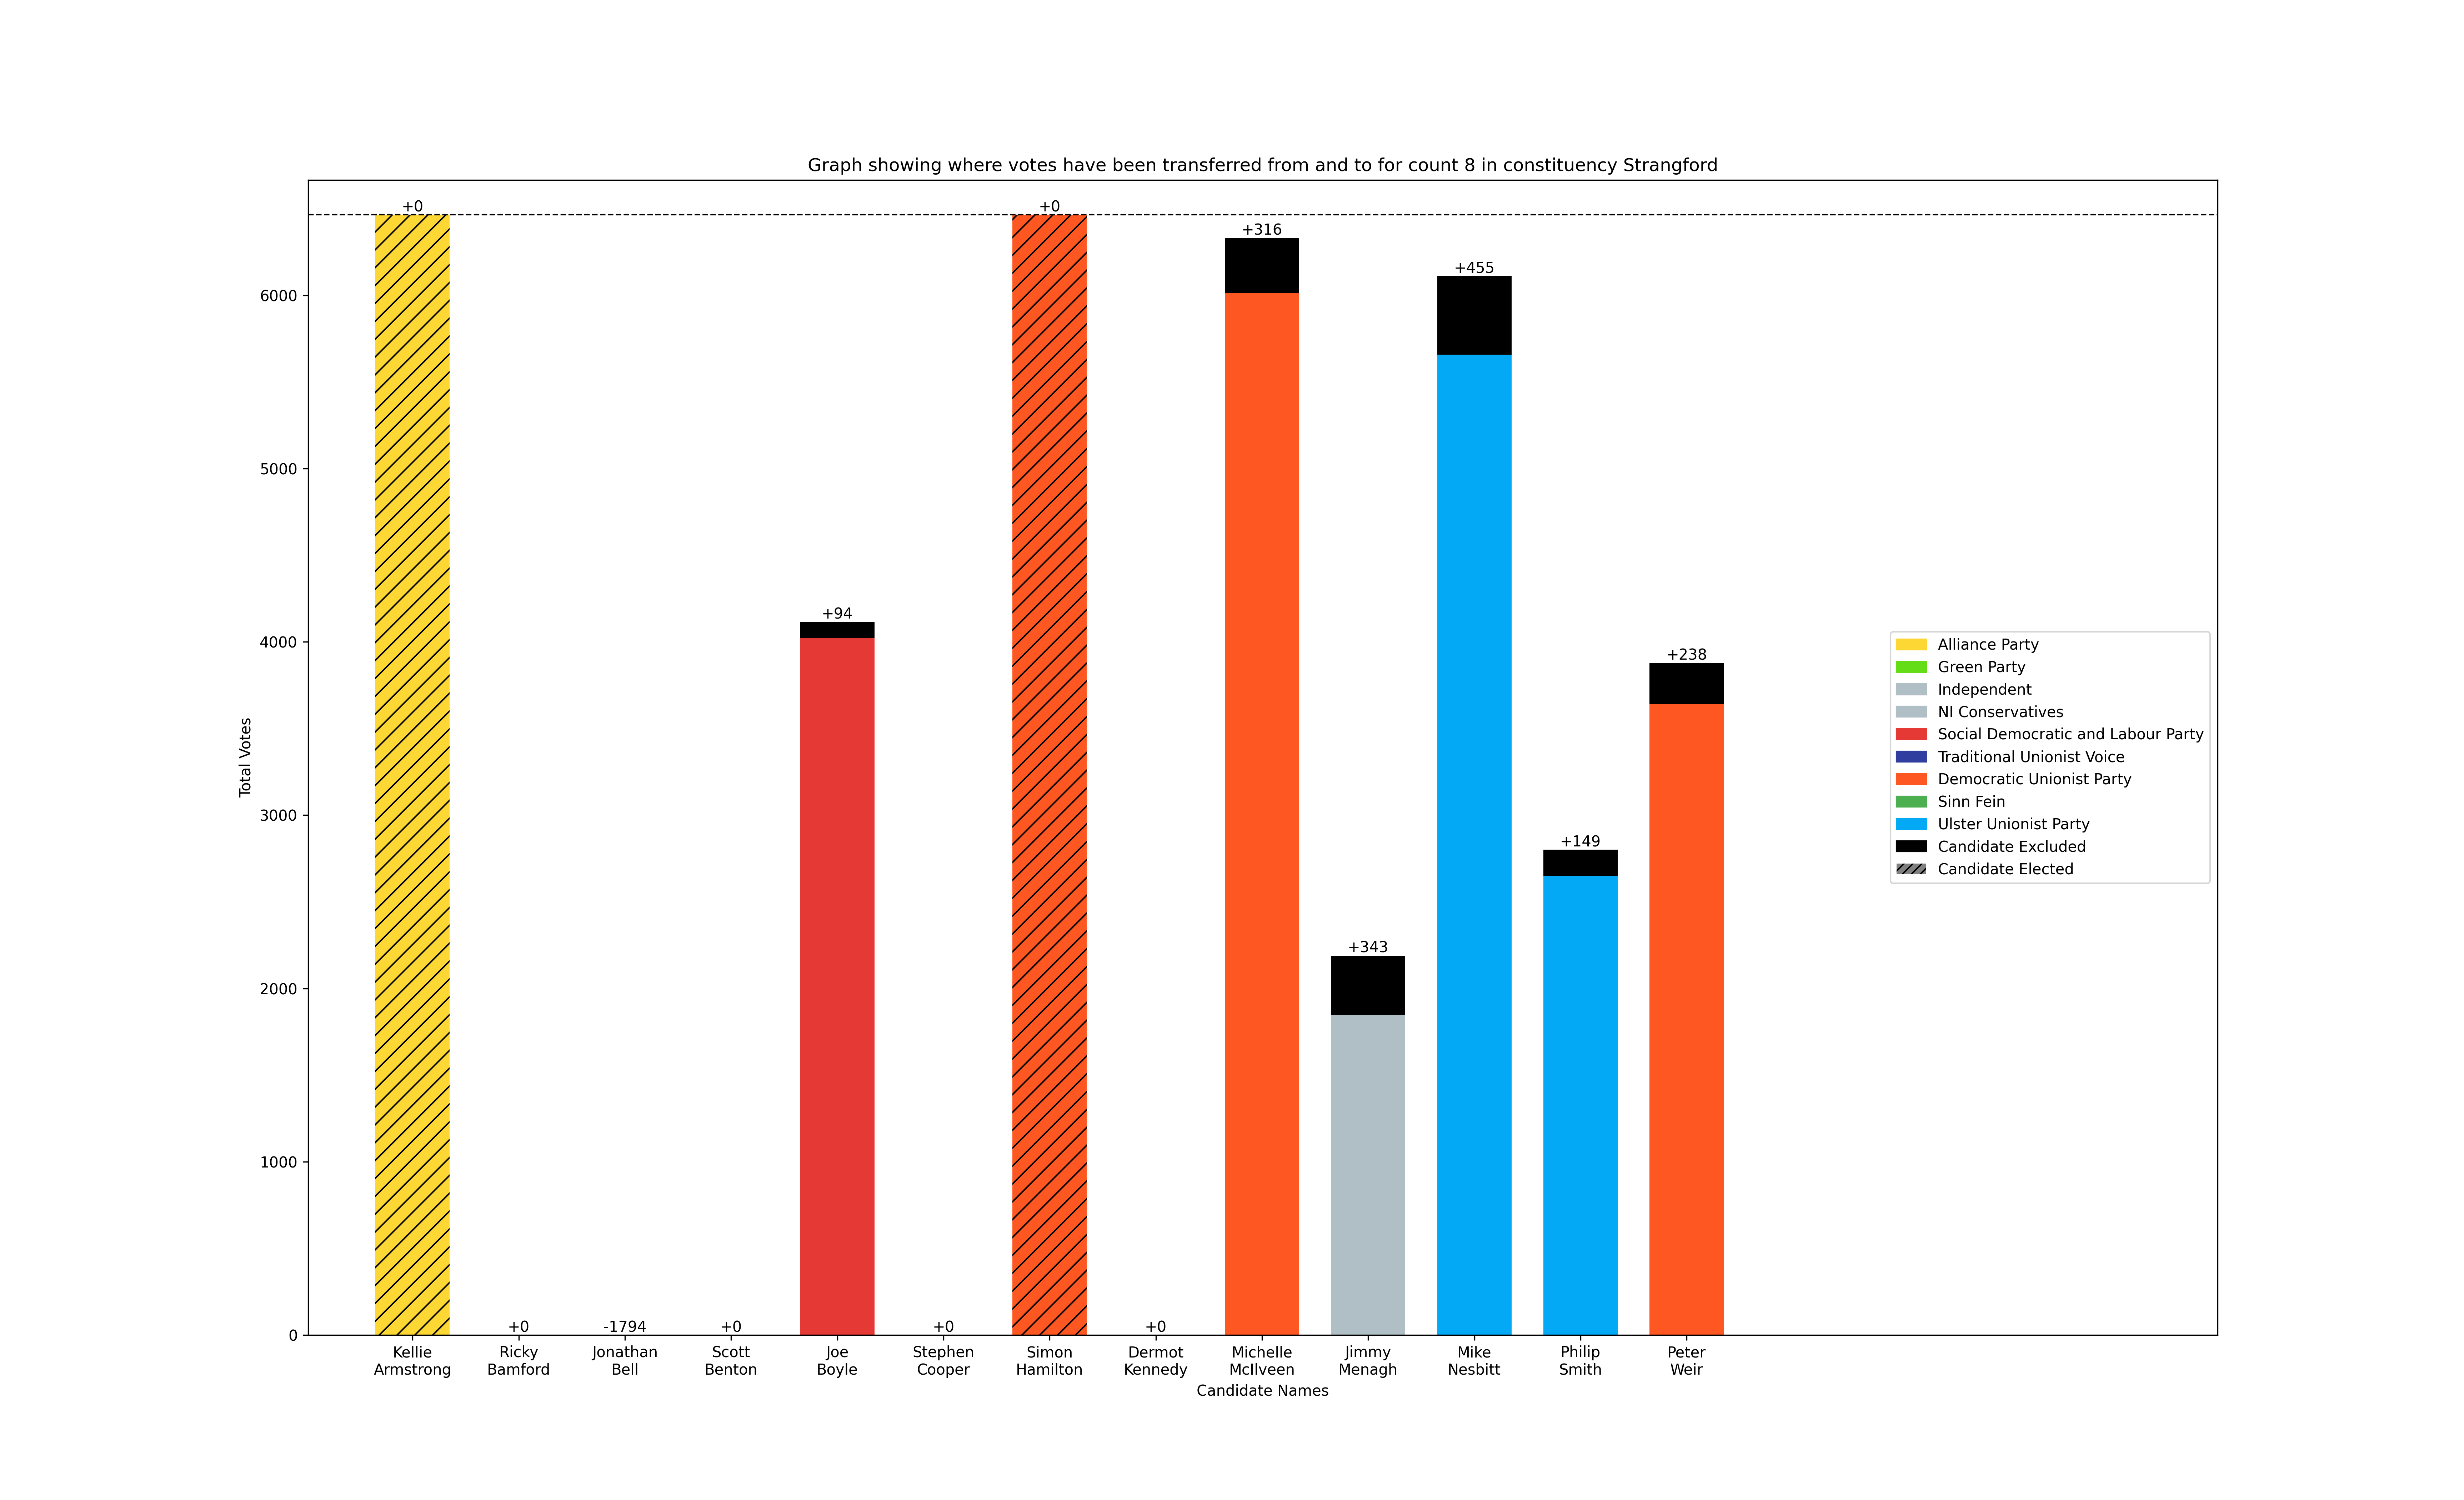 Graph showing where votes have been transferred from and to for count 8 in constituency Strangford
Total Votes
6000
5000
4000
3000
2000
1000
0
+0
+0
-1794
+0
+94
+0
+0
+0
+316
+343
+455
+149
+238
Kellie
Armstrong
Ricky
Bamford
Jonathan
Bell
Scott
Benton
Joe
Boyle
Stephen
Cooper
Simon
Hamilton
Dermot
Kennedy
Michelle
McIlveen
Jimmy
Menagh
Mike
Nesbitt
Philip
Smith
Peter
Weir
Candidate Names
Alliance Party
Green Party
Independent
NI Conservatives
Social Democratic and Labour Party
Traditional Unionist Voice
Democratic Unionist Party
Sinn Fein
Ulster Unionist Party
Candidate Excluded
Candidate Elected